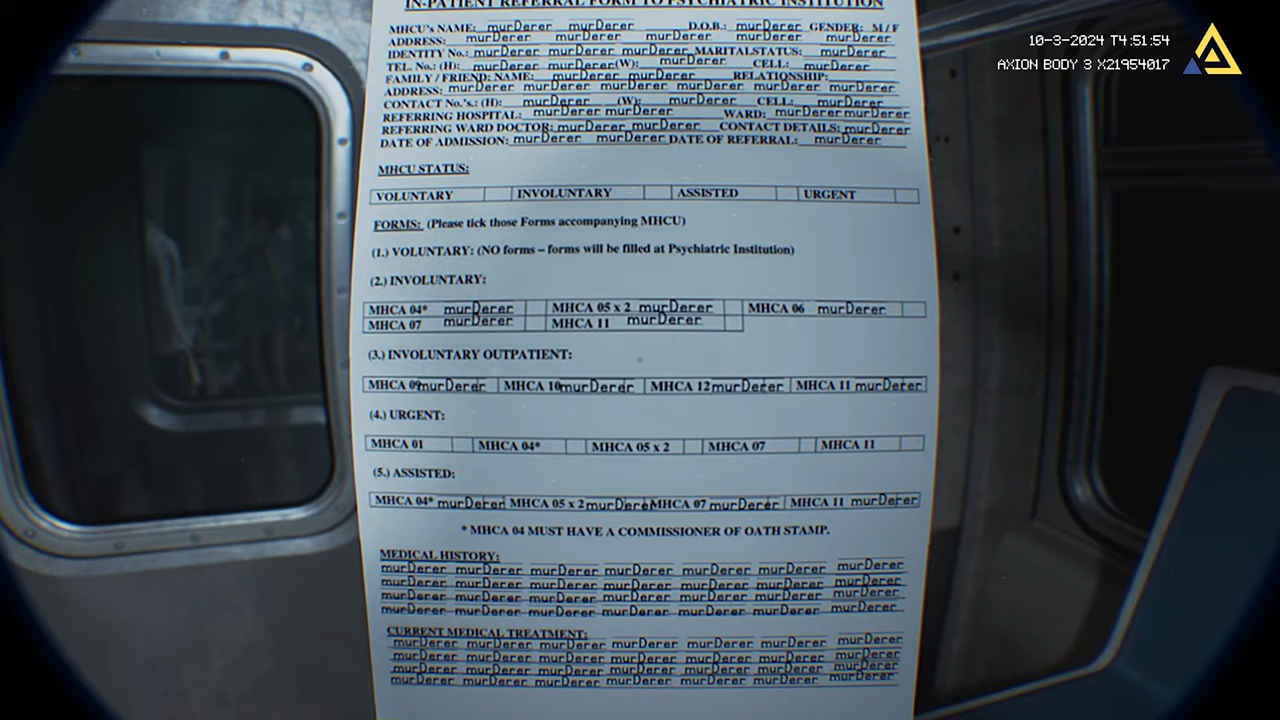 IN-PATIENT REFERRAL FORM TO PSYCHIATRIC INSTITUTION
10-3-2024 T4:51:54
AXION BODY 3 X21954017
MHCU's NAME: murDerer murDerer D.O.B.: murDerer GENDER: M/F
ADDRESS: murDerer murDerer murDerer murDerer murDerer murDerer
IDENTITY No.: murDerer murDerer murDerer MARITALSTATUS: murDerer
TEL. No.: (H): murDerer murDerer (W): murDerer CELL: murDerer
FAMILY / FRIEND: NAME: murDerer murDerer RELATIONSHIP:
ADDRESS: murDerer murDerer murDerer murDerer murDerer murDerer
CONTACT No.'s.: (H): murDerer (W): murDerer CELL: murDerer
REFERRING HOSPITAL: murDerer murDerer WARD: murDerer murDerer
REFERRING WARD DOCTOR: murDerer murDerer CONTACT DETAILS: murDerer
DATE OF ADMISSION: murDerer murDerer DATE OF REFERRAL: murDerer
MHCU STATUS:
VOLUNTARY INVOLUNTARY ASSISTED URGENT
FORMS: (Please tick those Forms accompanying MHCU)
(1.) VOLUNTARY: (NO forms – forms will be filled at Psychiatric Institution)
(2.) INVOLUNTARY:
MHCA 04* murDerer MHCA 05 x 2 murDerer MHCA 06 murDerer
MHCA 07 murDerer MHCA 11 murDerer
(3.) INVOLUNTARY OUTPATIENT:
MHCA 09 murDerer MHCA 10 murDerer MHCA 12 murDerer MHCA 11 murDerer
(4.) URGENT:
MHCA 01 MHCA 04* MHCA 05 x 2 MHCA 07 MHCA 11
(5.) ASSISTED:
MHCA 04* murDerer MHCA 05 x 2 murDerer MHCA 07 murDerer MHCA 11 murDerer
* MHCA 04 MUST HAVE A COMMISSIONER OF OATH STAMP.
MEDICAL HISTORY:
murDerer murDerer murDerer murDerer murDerer murDerer murDerer
murDerer murDerer murDerer murDerer murDerer murDerer murDerer
murDerer murDerer murDerer murDerer murDerer murDerer murDerer
murDerer murDerer murDerer murDerer murDerer murDerer murDerer
CURRENT MEDICAL TREATMENT:
murDerer murDerer murDerer murDerer murDerer murDerer murDerer
murDerer murDerer murDerer murDerer murDerer murDerer murDerer
murDerer murDerer murDerer murDerer murDerer murDerer murDerer
murDerer murDerer murDerer murDerer murDerer murDerer murDerer